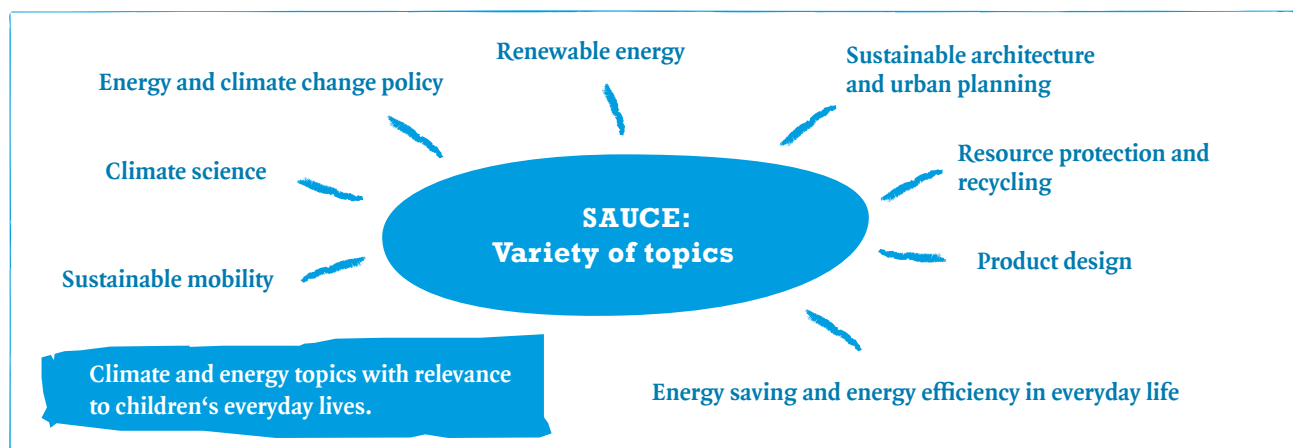 Renewable energy
Sustainable architecture
and urban planning
Energy and climate change policy
Resource protection and
recycling
Climate science
SAUCE:
Variety of topics
Product design
Sustainable mobility
Climate and energy topics with relevance
to children‘s everyday lives.
Energy saving and energy efficiency in everyday life